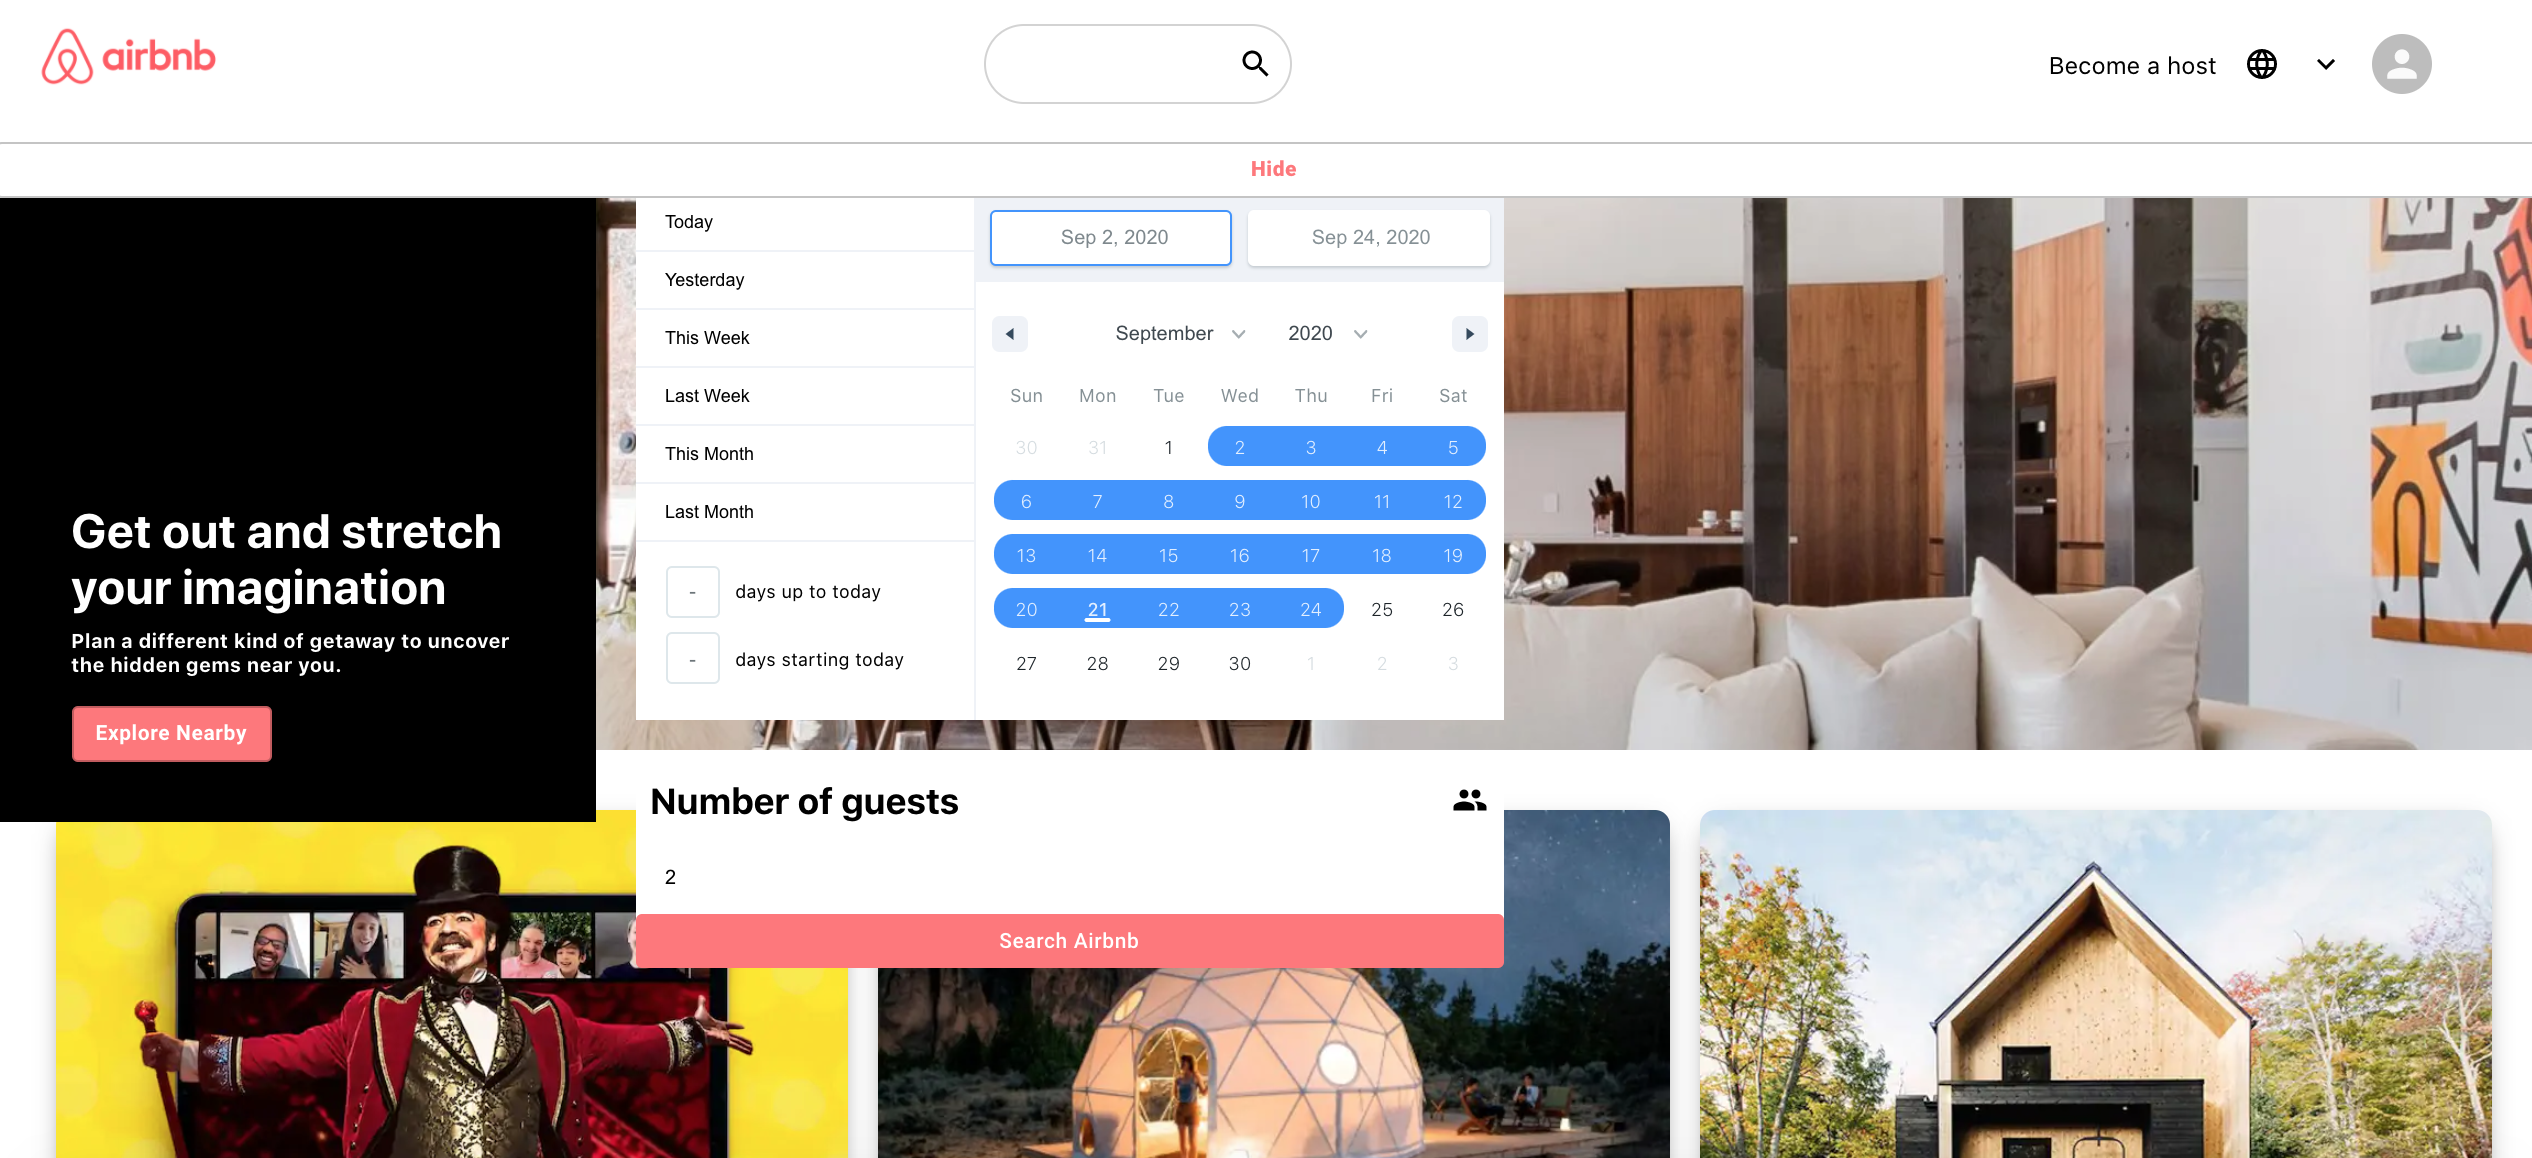 airbnb
Become a host
Hide
Today
Yesterday
This Week
Last Week
This Month
Last Month
- days up to today
- days starting today
Sep 2, 2020 Sep 24, 2020
September 2020
Sun Mon Tue Wed Thu Fri Sat
30 31 1 2 3 4 5
6 7 8 9 10 11 12
13 14 15 16 17 18 19
20 21 22 23 24 25 26
27 28 29 30 1 2 3
Get out and stretch
your imagination
Plan a different kind of getaway to uncover
the hidden gems near you.
Explore Nearby
Number of guests
2
Search Airbnb